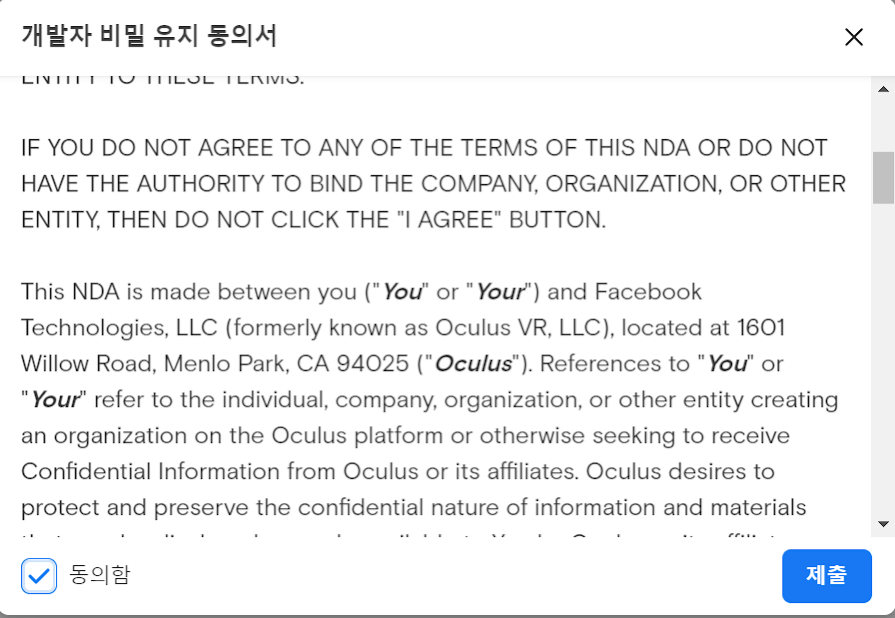 개발자 비밀 유지 동의서
ENTITY TO THESE TERMS.
IF YOU DO NOT AGREE TO ANY OF THE TERMS OF THIS NDA OR DO NOT
HAVE THE AUTHORITY TO BIND THE COMPANY, ORGANIZATION, OR OTHER
ENTITY, THEN DO NOT CLICK THE "I AGREE" BUTTON.
This NDA is made between you ("You" or "Your") and Facebook
Technologies, LLC (formerly known as Oculus VR, LLC), located at 1601
Willow Road, Menlo Park, CA 94025 ("Oculus"). References to "You" or
"Your" refer to the individual, company, organization, or other entity creating
an organization on the Oculus platform or otherwise seeking to receive
Confidential Information from Oculus or its affiliates. Oculus desires to
protect and preserve the confidential nature of information and materials
동의함
제출